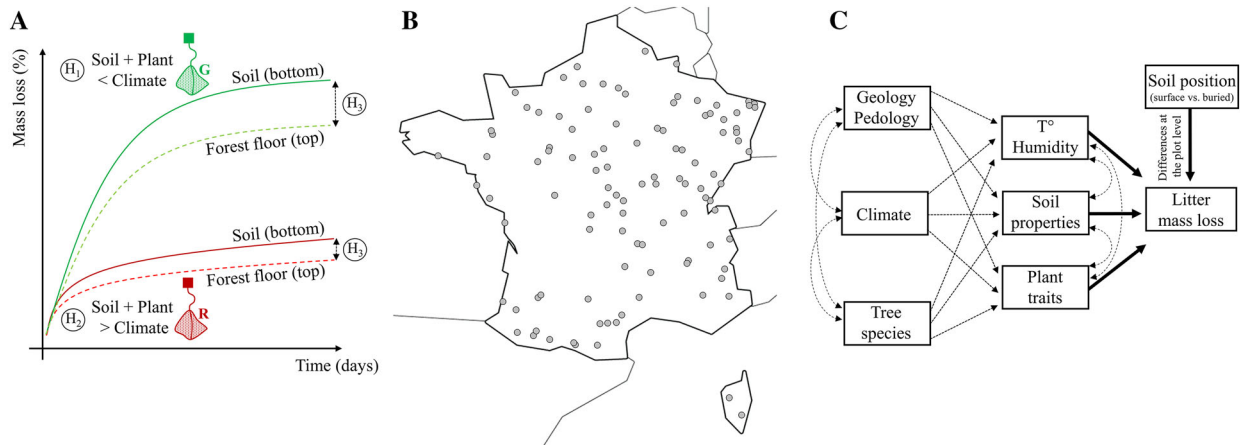 A
Mass loss (%)
H1
Soil + Plant
< Climate
G
Soil (bottom)
H3
Forest floor (top)
Soil (bottom)
H3
Forest floor (top)
H2
Soil + Plant
> Climate
R
Time (days)
B
C
Geology
Pedology
Climate
Tree
species
T°
Humidity
Soil
properties
Plant
traits
Soil position
(surface vs. buried)
Differences at
the plot level
Litter
mass loss